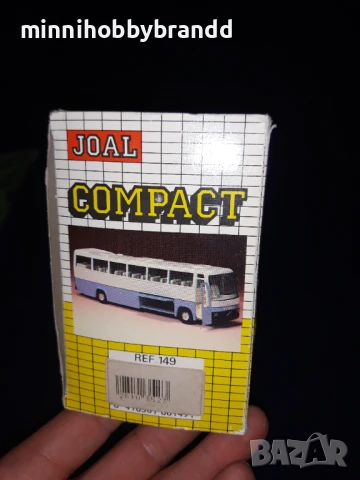 minnihobbybrandd
JOAL
COMPACT
REF 149
BAZAR